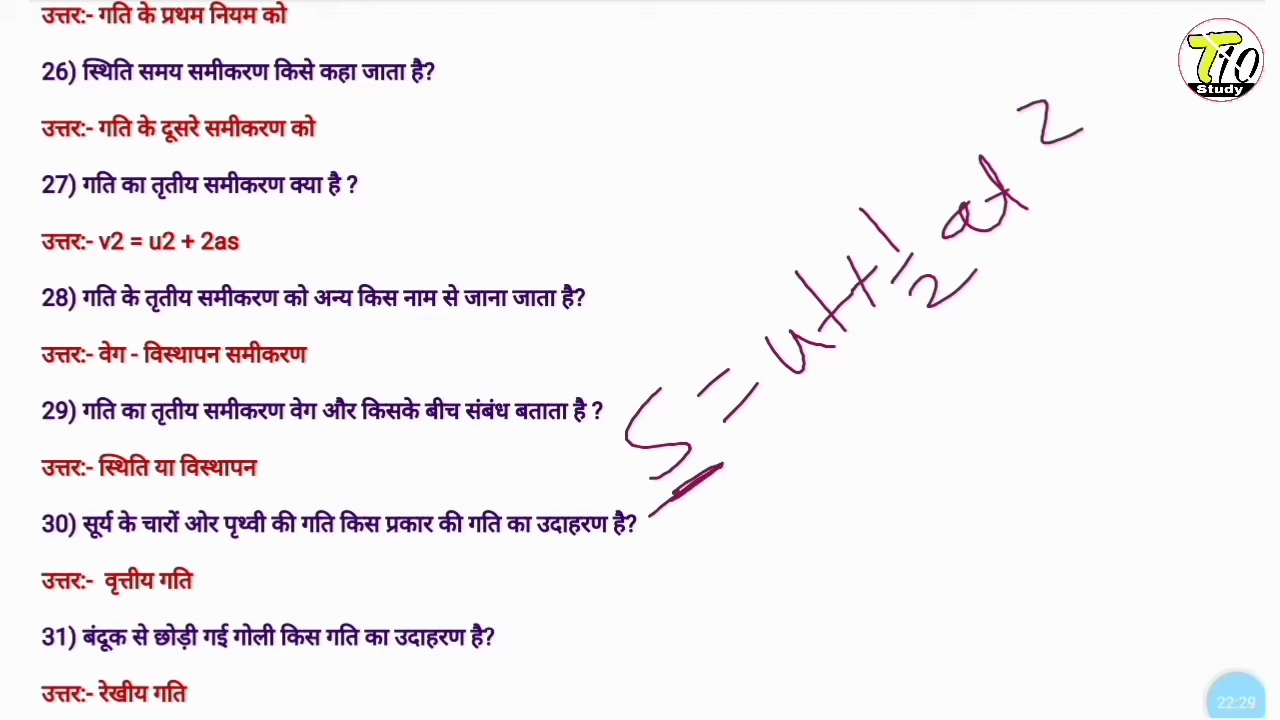 उत्तर:- गति के प्रथम नियम को
26) स्थिति समय समीकरण किसे कहा जाता है?
उत्तर:- गति के दूसरे समीकरण को
27) गति का तृतीय समीकरण क्या है ?
उत्तर:- v2 = u2 + 2as
28) गति के तृतीय समीकरण को अन्य किस नाम से जाना जाता है?
उत्तर:- वेग - विस्थापन समीकरण
29) गति का तृतीय समीकरण वेग और किसके बीच संबंध बताता है ?
उत्तर:- स्थिति या विस्थापन
30) सूर्य के चारों ओर पृथ्वी की गति किस प्रकार की गति का उदाहरण है?
उत्तर:- वृत्तीय गति
31) बंदूक से छोड़ी गई गोली किस गति का उदाहरण है?
उत्तर:- रेखीय गति
S = ut + 1/2 at 2
T10
Study
22:29